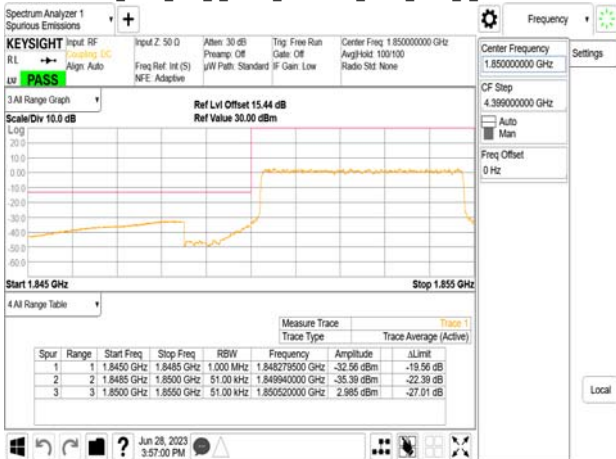 Spectrum Analyzer 1
Spurious Emissions
Frequency
KEYSIGHT
Input: RF
Coupling: DC
Align: Auto
Input Z: 50 Ω
Freq Ref: Int (S)
NFE: Adaptive
Atten: 30 dB
Preamp: Off
µW Path: Standard
Trig: Free Run
Gate: Off
IF Gain: Low
Center Freq: 1.850000000 GHz
Avg|Hold: 100/100
Radio Std: None
RL
PASS
Center Frequency
1.850000000 GHz
Settings
CF Step
4.399000000 GHz
Auto
Man
Freq Offset
0 Hz
3 All Range Graph
Scale/Div 10.0 dB
Ref Lvl Offset 15.44 dB
Ref Value 30.00 dBm
Log
20.0
10.0
0.00
-10.0
-20.0
-30.0
-40.0
-50.0
-60.0
Start 1.845 GHz
Stop 1.855 GHz
4 All Range Table
Measure Trace Trace 1
Trace Type Trace Average (Active)
Spur Range Start Freq Stop Freq RBW Frequency Amplitude ΔLimit
1 1 1.8450 GHz 1.8485 GHz 1.000 MHz 1.848279500 GHz -32.56 dBm -19.56 dB
2 2 1.8485 GHz 1.8500 GHz 51.00 kHz 1.849940000 GHz -35.39 dBm -22.39 dB
3 3 1.8500 GHz 1.8550 GHz 51.00 kHz 1.850520000 GHz 2.985 dBm -27.01 dB
Local
Jun 28, 2023
3:57:00 PM